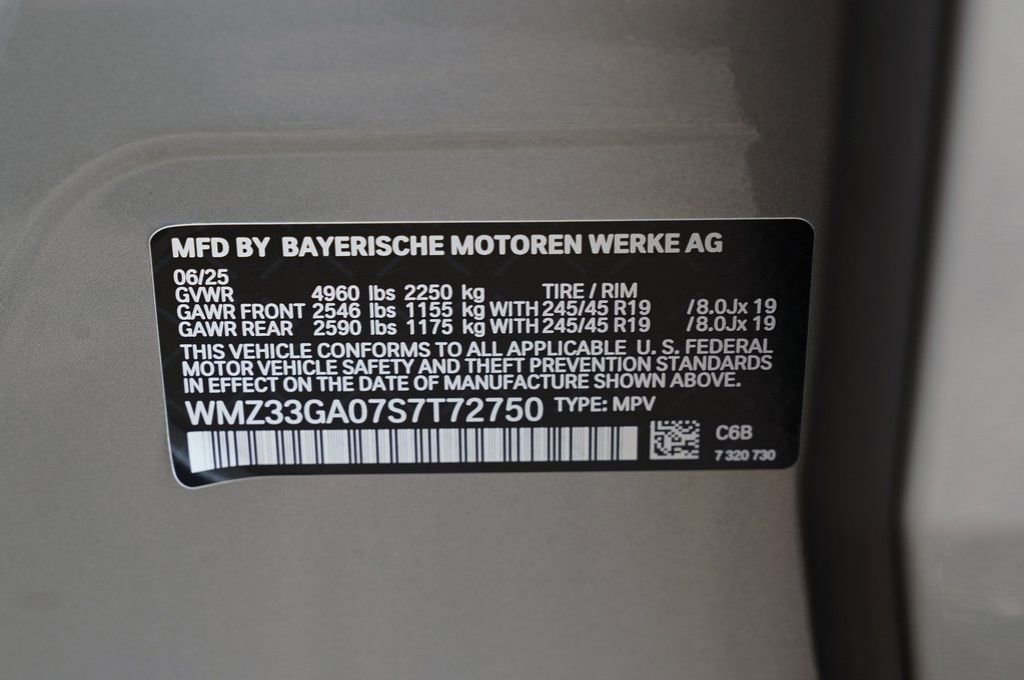 MFD BY BAYERISCHE MOTOREN WERKE AG
06/25
GVWR 4960 lbs 2250 kg TIRE / RIM
GAWR FRONT 2546 lbs 1155 kg WITH 245/45 R19 /8.0Jx 19
GAWR REAR 2590 lbs 1175 kg WITH 245/45 R19 /8.0Jx 19
THIS VEHICLE CONFORMS TO ALL APPLICABLE U. S. FEDERAL
MOTOR VEHICLE SAFETY AND THEFT PREVENTION STANDARDS
IN EFFECT ON THE DATE OF MANUFACTURE SHOWN ABOVE.
WMZ33GA07S7T72750 TYPE: MPV
C6B
7 320 730